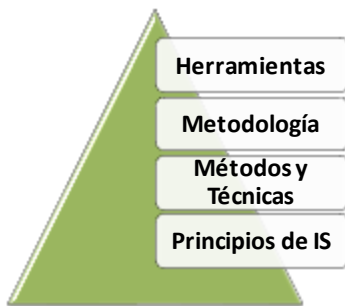 Herramientas
Metodología
Métodos y
Técnicas
Principios de IS